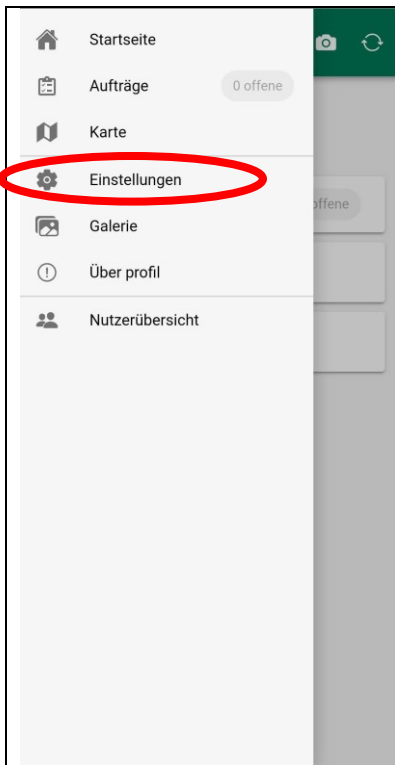 Startseite
Aufträge 0 offene
Karte
Einstellungen
Galerie
offene
Über profil
Nutzerübersicht